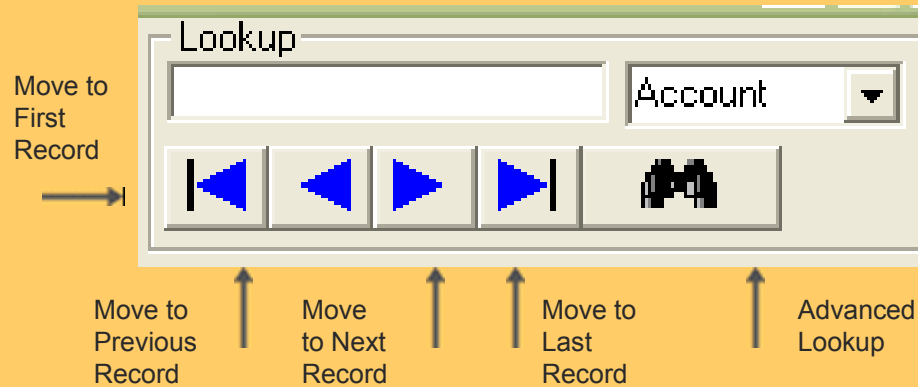 Lookup
Account
Move to
First
Record
Move to
Previous
Record
Move
to Next
Record
Move to
Last
Record
Advanced
Lookup